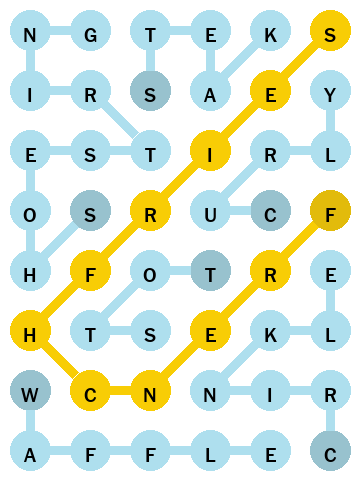 N G T E K S
I R S A E Y
E S T I R L
O S R U C F
H F O T R E
H T S E K L
W C N N I R
A F F L E C